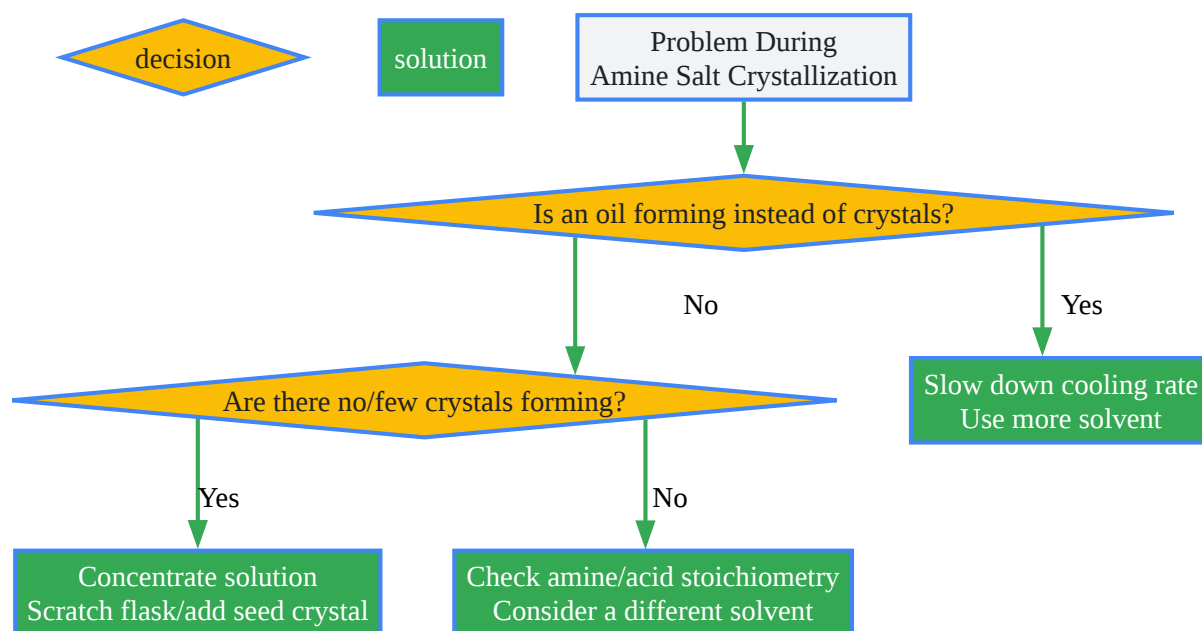 decision
solution
Problem During
Amine Salt Crystallization
Is an oil forming instead of crystals?
No
Yes
Are there no/few crystals forming?
Slow down cooling rate
Use more solvent
Yes
No
Concentrate solution
Scratch flask/add seed crystal
Check amine/acid stoichiometry
Consider a different solvent